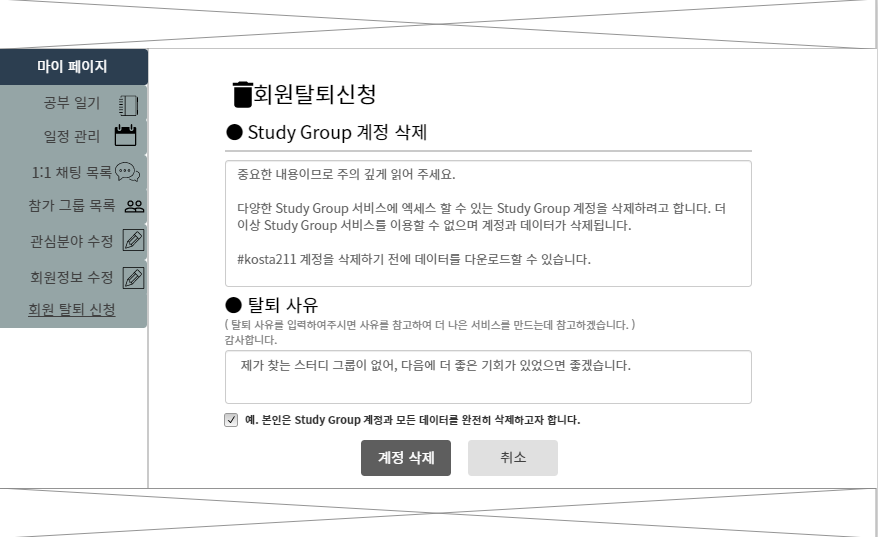 마이 페이지
공부 일기
일정 관리
1:1 채팅 목록
참가 그룹 목록
관심분야 수정
회원정보 수정
회원 탈퇴 신청
회원탈퇴신청
● Study Group 계정 삭제
중요한 내용이므로 주의 깊게 읽어 주세요.
다양한 Study Group 서비스에 엑세스 할 수 있는 Study Group 계정을 삭제하려고 합니다. 더
이상 Study Group 서비스를 이용할 수 없으며 계정과 데이터가 삭제됩니다.
#kosta211 계정을 삭제하기 전에 데이터를 다운로드할 수 있습니다.
● 탈퇴 사유
( 탈퇴 사유를 입력하여주시면 사유를 참고하여 더 나은 서비스를 만드는데 참고하겠습니다. )
감사합니다.
제가 찾는 스터디 그룹이 없어, 다음에 더 좋은 기회가 있었으면 좋겠습니다.
예. 본인은 Study Group 계정과 모든 데이터를 완전히 삭제하고자 합니다.
계정 삭제
취소